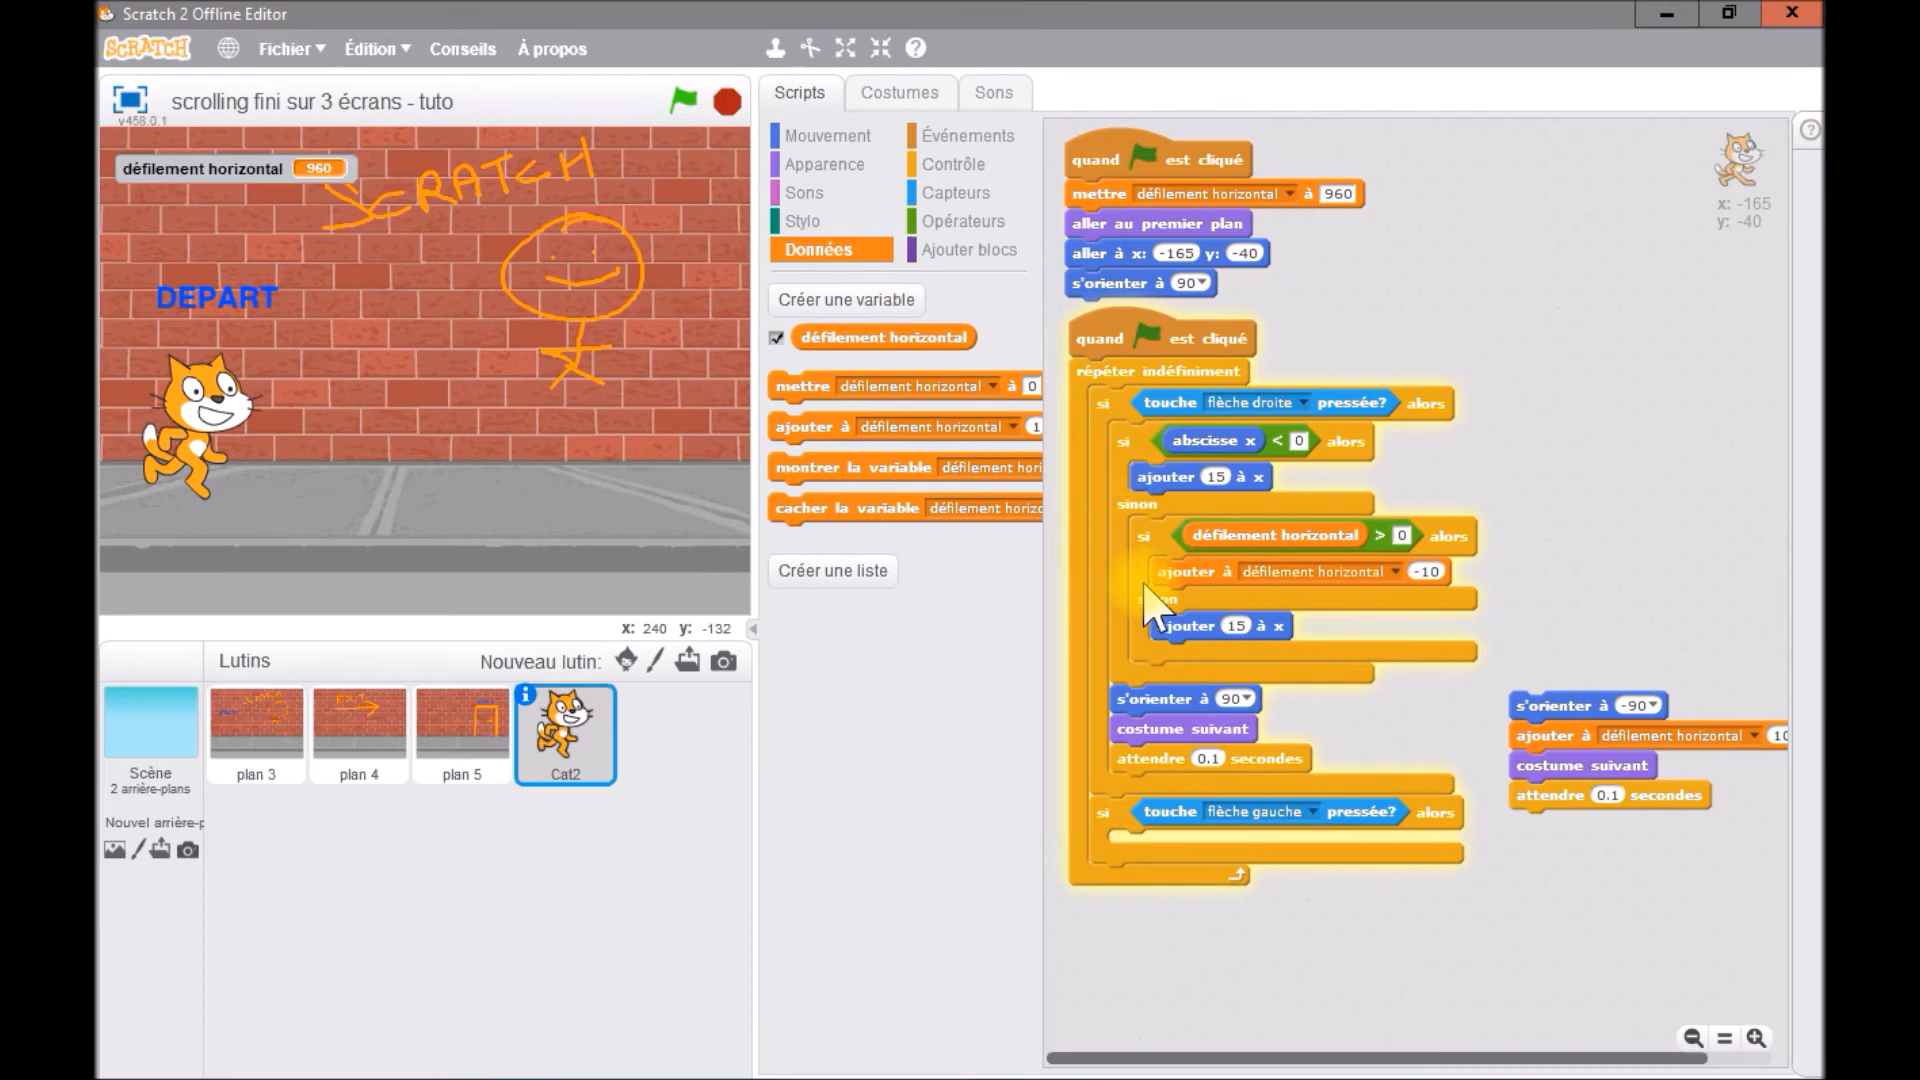 Scratch 2 Offline Editor
SCRATCH Fichier Édition Conseils À propos
scrolling fini sur 3 écrans - tuto
v458.0.1
défilement horizontal 960
SCRATCH
DEPART
x: 240 y: -132
Lutins Nouveau lutin:
Scène
2 arrière-plans
plan 3 plan 4 plan 5 Cat2
EXIT
Nouvel arrière-p
Scripts Costumes Sons
Mouvement Événements
Apparence Contrôle
Sons Capteurs
Stylo Opérateurs
Données Ajouter blocs
Créer une variable
défilement horizontal
mettre défilement horizontal à 0
ajouter à défilement horizontal 1
montrer la variable défilement hori
cacher la variable défilement horizo
Créer une liste
quand est cliqué
mettre défilement horizontal à 960
aller au premier plan
aller à x: -165 y: -40
s'orienter à 90
quand est cliqué
répéter indéfiniment
si touche flèche droite pressée? alors
si abscisse x < 0 alors
ajouter 15 à x
sinon
si défilement horizontal > 0 alors
ajouter à défilement horizontal -10
sinon
ajouter 15 à x
s'orienter à 90
costume suivant
attendre 0.1 secondes
si touche flèche gauche pressée? alors
s'orienter à -90
ajouter à défilement horizontal 10
costume suivant
attendre 0.1 secondes
x: -165
y: -40